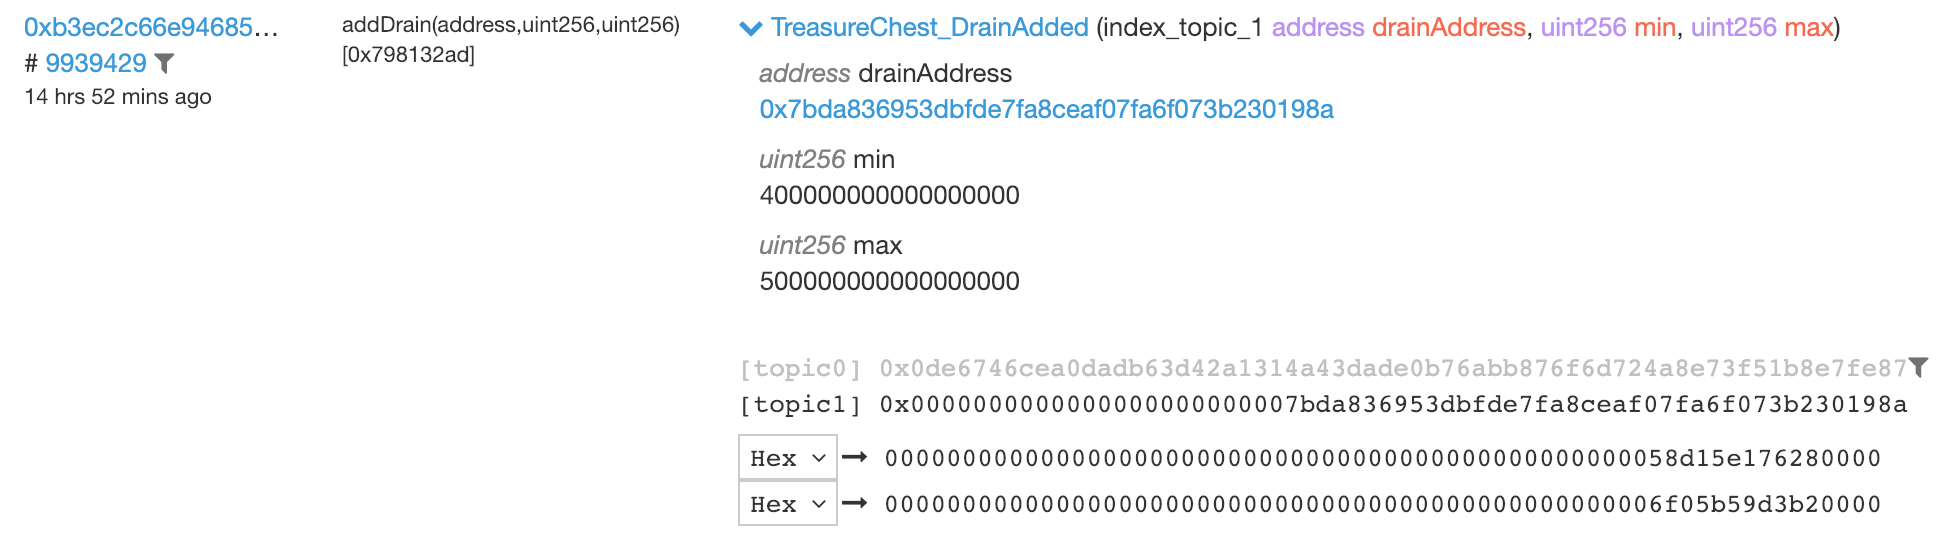 0xb3ec2c66e94685...
# 9939429
14 hrs 52 mins ago
addDrain(address,uint256,uint256)
[0x798132ad]
TreasureChest_DrainAdded (index_topic_1 address drainAddress, uint256 min, uint256 max)
address drainAddress
0x7bda836953dbfde7fa8ceaf07fa6f073b230198a
uint256 min
400000000000000000
uint256 max
500000000000000000
[topic0] 0x0de6746cea0dadb63d42a1314a43dade0b76abb876f6d724a8e73f51b8e7fe87
[topic1] 0x0000000000000000000000007bda836953dbfde7fa8ceaf07fa6f073b230198a
Hex → 000000000000000000000000000000000000000000000000058d15e176280000
Hex → 00000000000000000000000000000000000000000000000006f05b59d3b20000